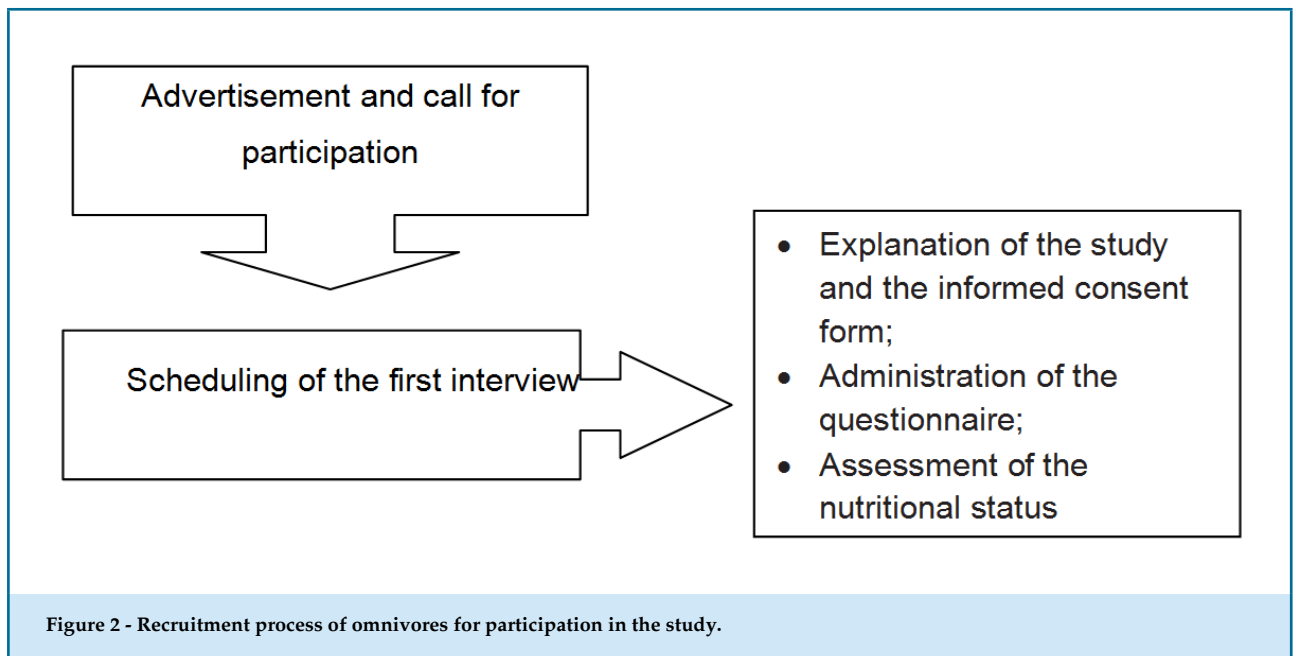 Advertisement and call for
participation
Scheduling of the first interview
• Explanation of the study
and the informed consent
form;
• Administration of the
questionnaire;
• Assessment of the
nutritional status
Figure 2 - Recruitment process of omnivores for participation in the study.